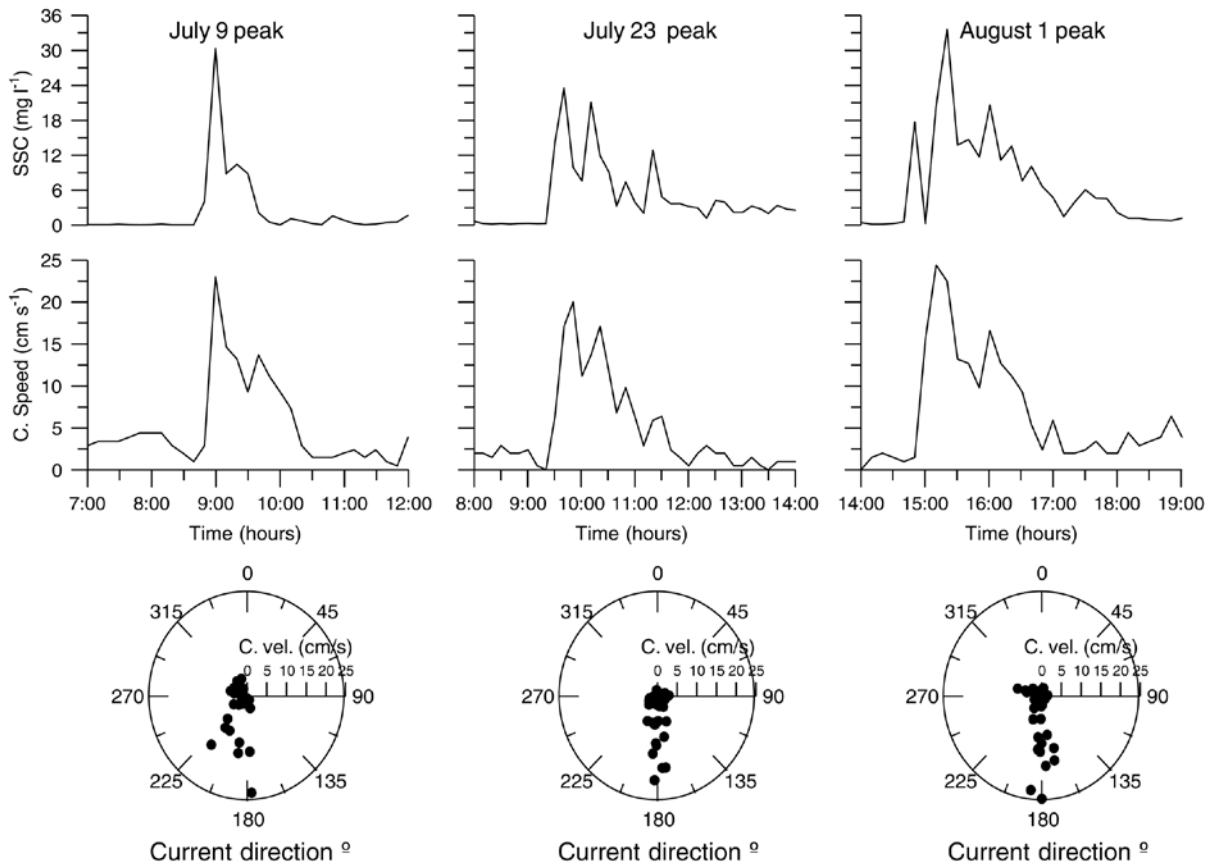 July 9 peak
July 23 peak
August 1 peak
SSC (mg l-1)
36
30
24
18
12
6
0
C. Speed (cm s-1)
25
20
15
10
5
0
7:00 8:00 9:00 10:00 11:00 12:00
Time (hours)
8:00 9:00 10:00 11:00 12:00 13:00 14:00
Time (hours)
14:00 15:00 16:00 17:00 18:00 19:00
Time (hours)
0
315 45
C. vel. (cm/s)
0 5 10 15 20 25
270 90
225 135
180
Current direction º
0
315 45
C. vel. (cm/s)
0 5 10 15 20 25
270 90
225 135
180
Current direction º
0
315 45
C. vel. (cm/s)
0 5 10 15 20 25
270 90
225 135
180
Current direction º